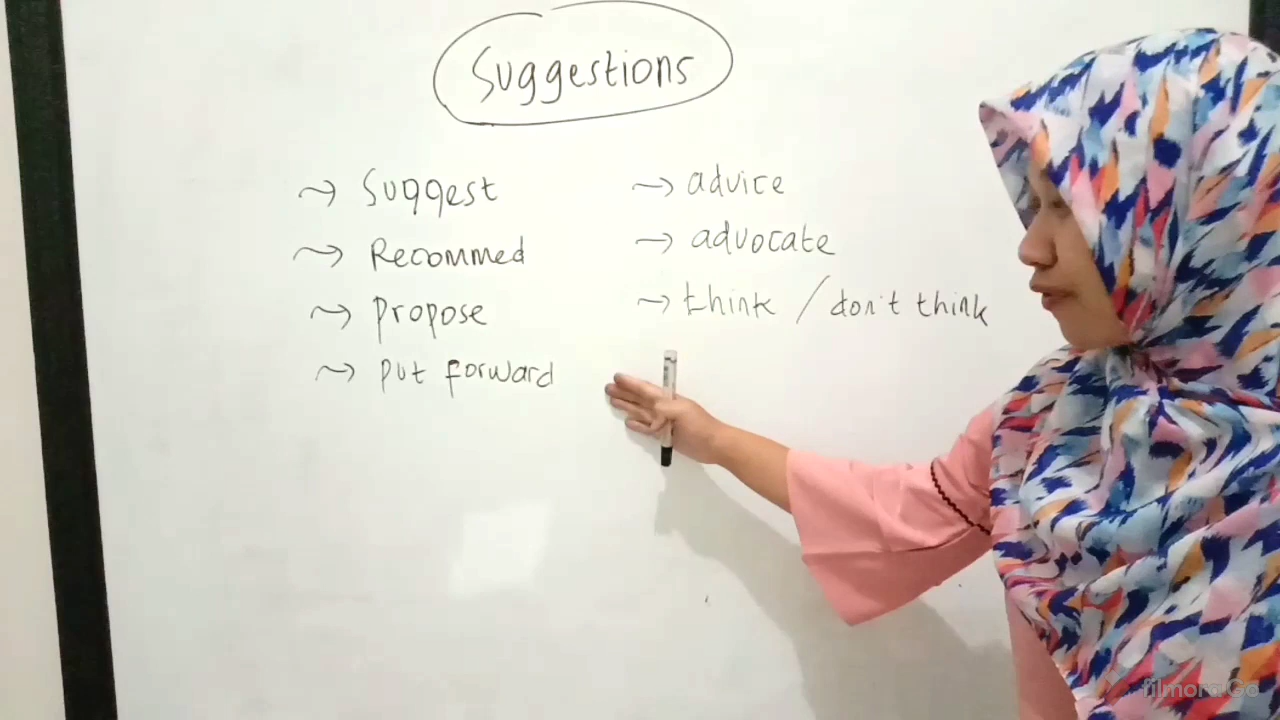 Suggestions
→ Suggest
→ Recommed
→ propose
→ put forward
→ advice
→ advocate
→ think / don't think
filmora Go